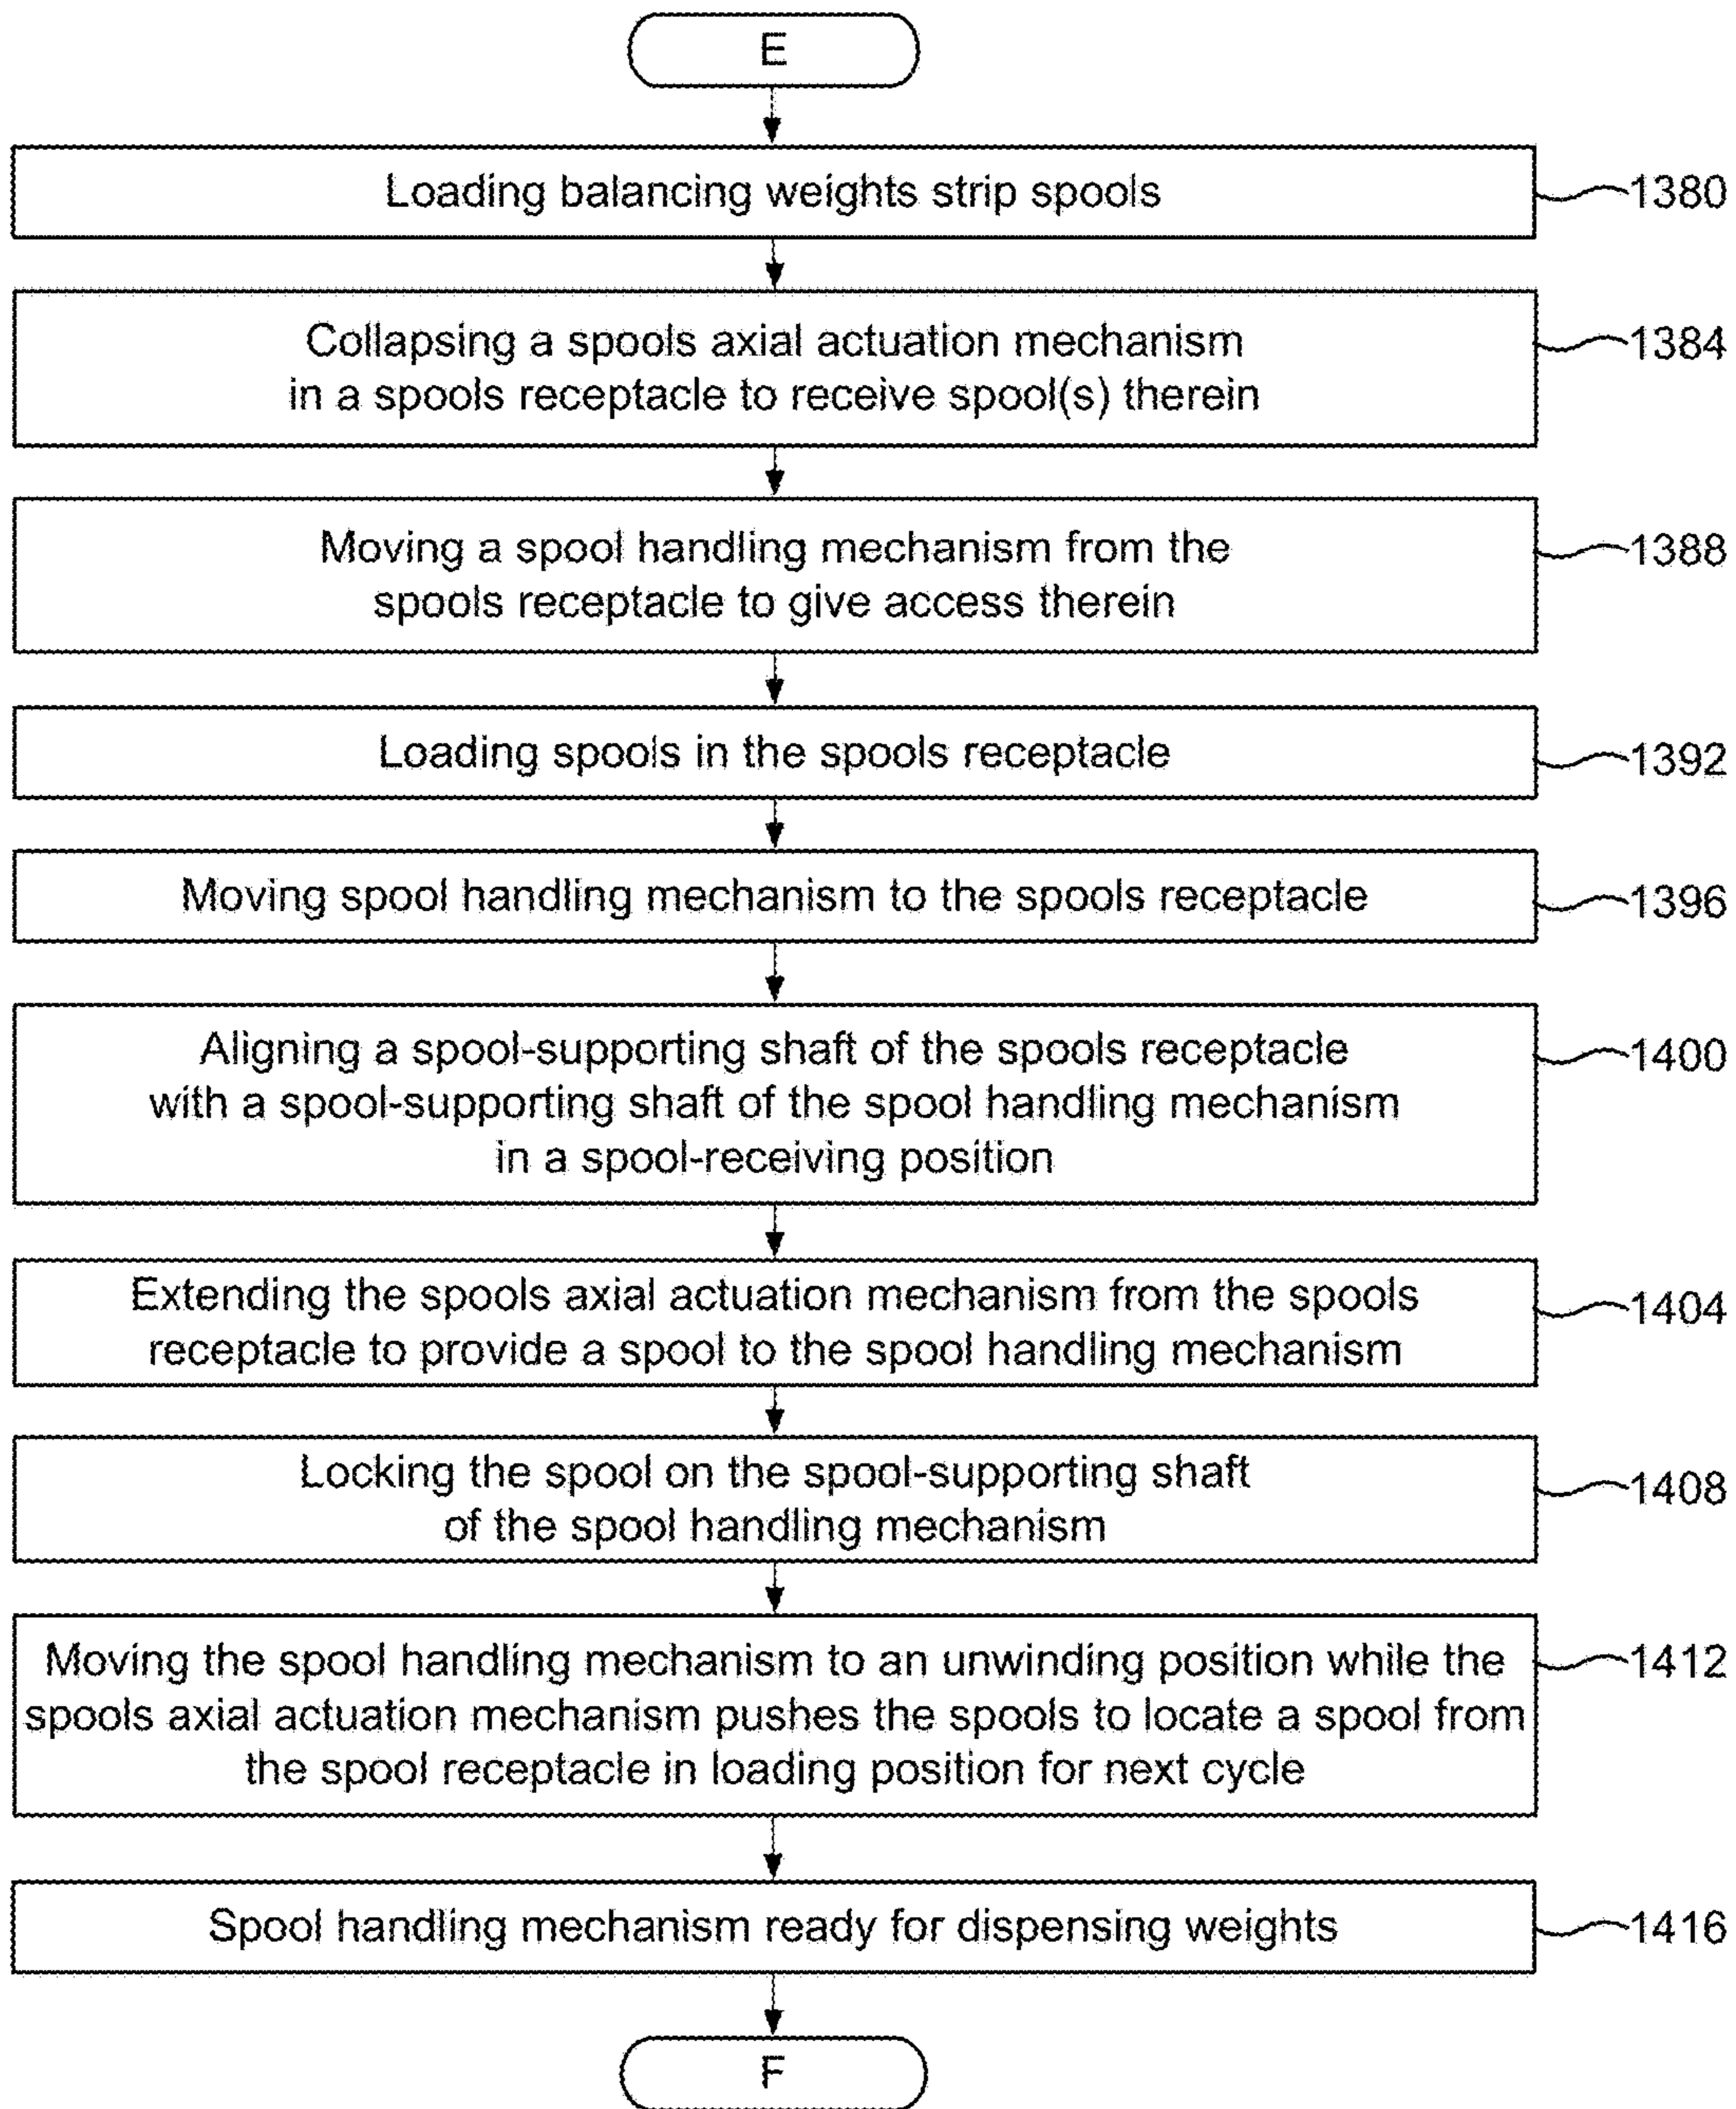 E
Loading balancing weights strip spools
1380
Collapsing a spools axial actuation mechanism
in a spools receptacle to receive spool(s) therein
1384
Moving a spool handling mechanism from the
spools receptacle to give access therein
1388
Loading spools in the spools receptacle
1392
Moving spool handling mechanism to the spools receptacle
1396
Aligning a spool-supporting shaft of the spools receptacle
with a spool-supporting shaft of the spool handling mechanism
in a spool-receiving position
1400
Extending the spools axial actuation mechanism from the spools
receptacle to provide a spool to the spool handling mechanism
1404
Locking the spool on the spool-supporting shaft
of the spool handling mechanism
1408
Moving the spool handling mechanism to an unwinding position while the
spools axial actuation mechanism pushes the spools to locate a spool from
the spool receptacle in loading position for next cycle
1412
Spool handling mechanism ready for dispensing weights
1416
F